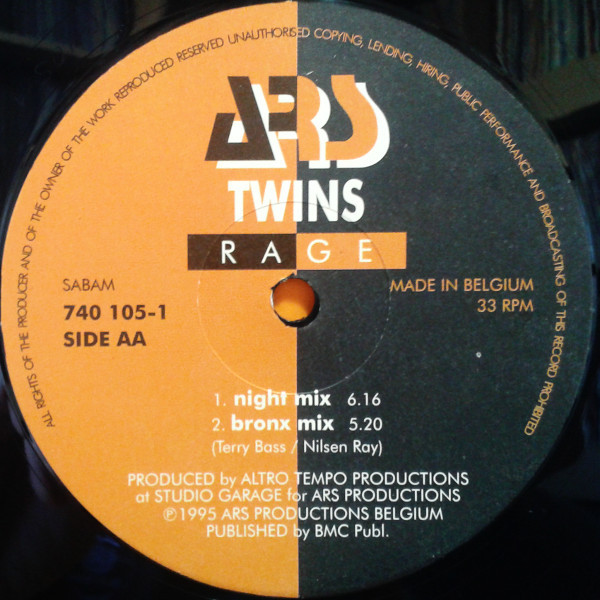 ALL RIGHTS OF THE PRODUCER AND OF THE OWNER OF THE WORK REPRODUCED RESERVED UNAUTHORISED COPYING, LENDING, HIRING, PUBLIC PERFORMANCE AND BROADCASTING OF THIS RECORD PROHIBITED
ARS
TWINS
RAGE
SABAM
740 105-1
SIDE AA
MADE IN BELGIUM
33 RPM
1. night mix 6.16
2. bronx mix 5.20
(Terry Bass / Nilsen Ray)
PRODUCED by ALTRO TEMPO PRODUCTIONS
at STUDIO GARAGE for ARS PRODUCTIONS
℗ 1995 ARS PRODUCTIONS BELGIUM
PUBLISHED by BMC Publ.